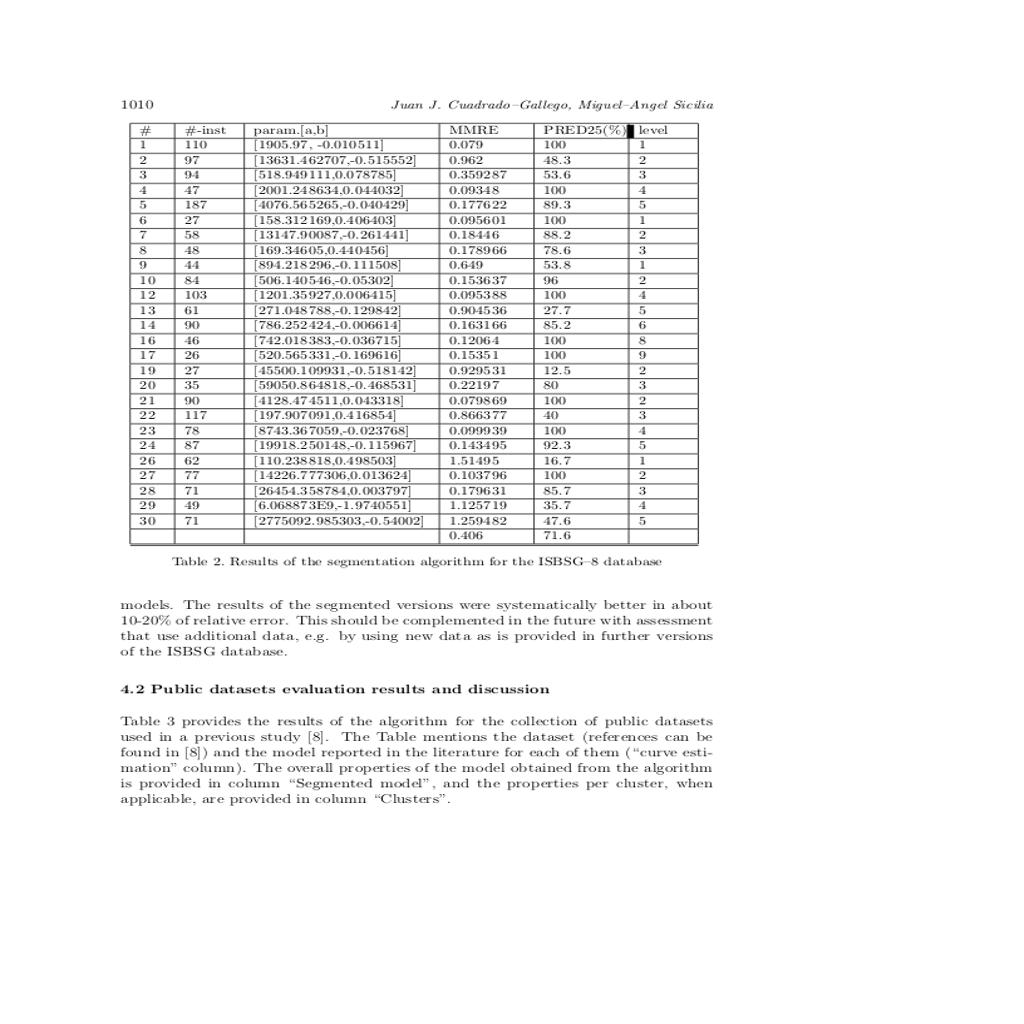 1010 Juan J. Cuadrado–Gallego, Miguel–Angel Sicilia
# #-inst param.[a,b] MMRE PRED25(%) level
1 110 [1905.97, -0.010511] 0.079 100 1
2 97 [13631.462707,-0.515552] 0.962 48.3 2
3 94 [518.949111,0.078785] 0.359287 53.6 3
4 47 [2001.248634,0.044032] 0.09348 100 4
5 187 [4076.565265,-0.040429] 0.177622 89.3 5
6 27 [158.312169,0.406403] 0.095601 100 1
7 58 [13147.90087,-0.261441] 0.18446 88.2 2
8 48 [169.34605,0.440456] 0.178966 78.6 3
9 44 [894.218296,-0.111508] 0.649 53.8 1
10 84 [506.140546,-0.05302] 0.153637 96 2
12 103 [1201.35927,0.006415] 0.095388 100 4
13 61 [271.048788,-0.129842] 0.904536 27.7 5
14 90 [786.252424,-0.006614] 0.163166 85.2 6
16 46 [742.018383,-0.036715] 0.12064 100 8
17 26 [520.565331,-0.169616] 0.15351 100 9
19 27 [45500.109931,-0.518142] 0.929531 12.5 2
20 35 [59050.864818,-0.468531] 0.22197 80 3
21 90 [4128.474511,0.043318] 0.079869 100 2
22 117 [197.907091,0.416854] 0.866377 40 3
23 78 [8743.367059,-0.023768] 0.099939 100 4
24 87 [19918.250148,-0.115967] 0.143495 92.3 5
26 62 [110.238818,0.498503] 1.51495 16.7 1
27 77 [14226.777306,0.013624] 0.103796 100 2
28 71 [26454.358784,0.003797] 0.179631 85.7 3
29 49 [6.068873E9,-1.9740551] 1.125719 35.7 4
30 71 [2775092.985303,-0.54002] 1.259482 47.6 5
0.406 71.6
Table 2. Results of the segmentation algorithm for the ISBSG–8 database
models. The results of the segmented versions were systematically better in about
10-20% of relative error. This should be complemented in the future with assessment
that use additional data, e.g. by using new data as is provided in further versions
of the ISBSG database.
4.2 Public datasets evaluation results and discussion
Table 3 provides the results of the algorithm for the collection of public datasets
used in a previous study [8]. The Table mentions the dataset (references can be
found in [8]) and the model reported in the literature for each of them (“curve esti-
mation” column). The overall properties of the model obtained from the algorithm
is provided in column “Segmented model”, and the properties per cluster, when
applicable, are provided in column “Clusters”.